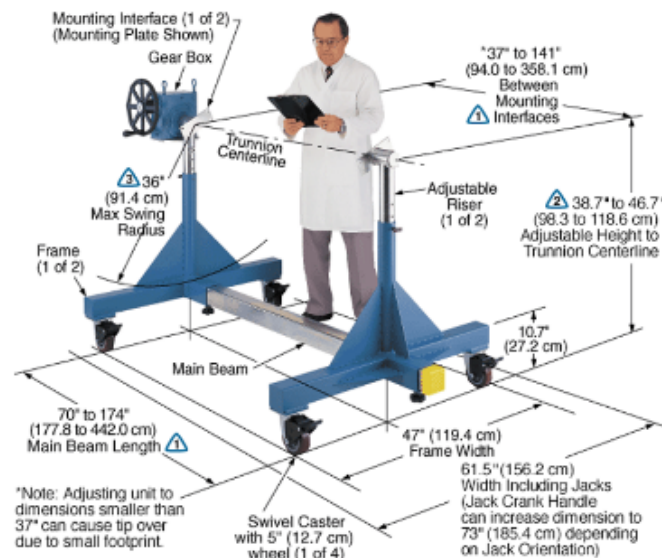 Mounting Interface (1 of 2)
(Mounting Plate Shown)
Gear Box
*37" to 141"
(94.0 to 358.1 cm)
Between
Mounting
1 Interfaces
Trunnion
Centerline
3 36"
(91.4 cm)
Max Swing
Radius
Adjustable
Riser
(1 of 2)
2 38.7" to 46.7"
(98.3 to 118.6 cm)
Adjustable Height to
Trunnion Centerline
Frame
(1 of 2)
10.7"
(27.2 cm)
Main Beam
70" to 174"
(177.8 to 442.0 cm)
Main Beam Length 1
47" (119.4 cm)
Frame Width
61.5" (156.2 cm)
Width Including Jacks
(Jack Crank Handle
can increase dimension to
73" (185.4 cm) depending
on Jack Orientation)
*Note: Adjusting unit to
dimensions smaller than
37" can cause tip over
due to small footprint.
Swivel Caster
with 5" (12.7 cm)
wheel (1 of 4)